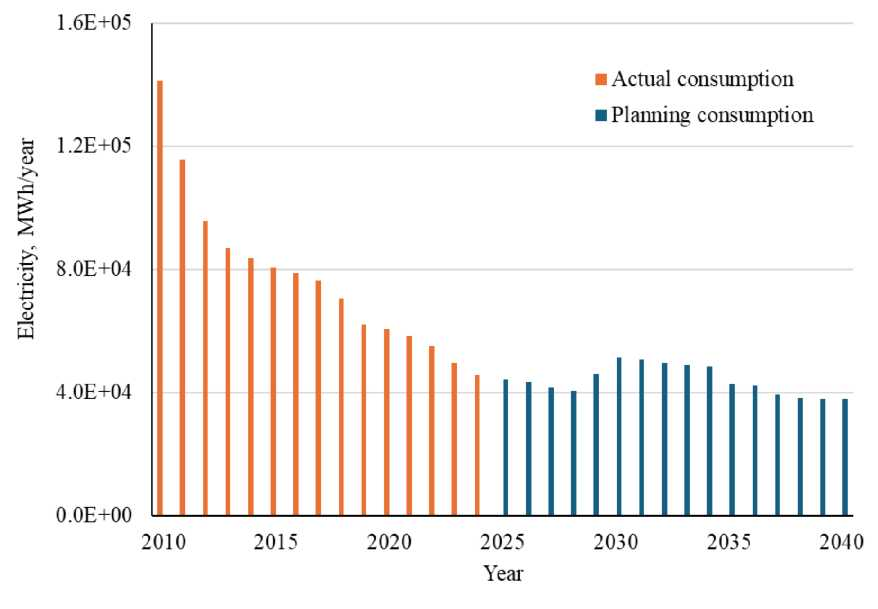 1.6E+05
1.2E+05
8.0E+04
4.0E+04
0.0E+00
Electricity, MWh/year
Actual consumption
Planning consumption
2010 2015 2020 2025 2030 2035 2040
Year